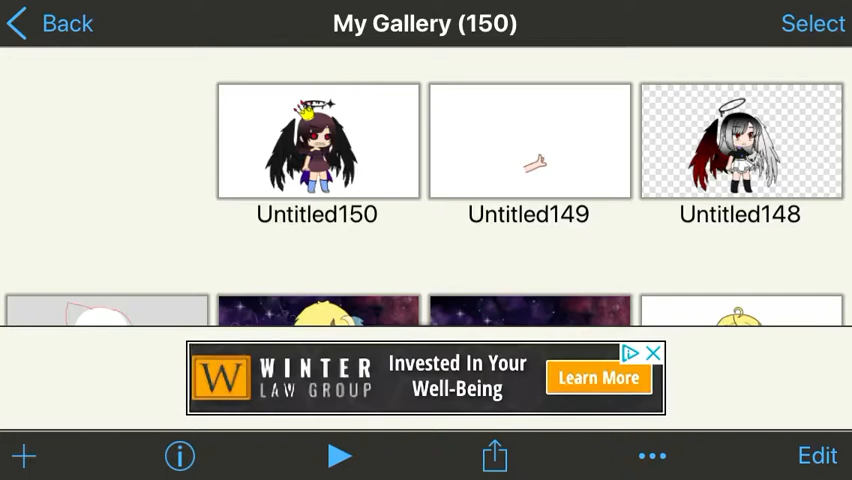 Back
My Gallery (150)
Select
Untitled150
Untitled149
Untitled148
W
WINTER
LAW GROUP
Invested In Your
Well-Being
Learn More
Edit